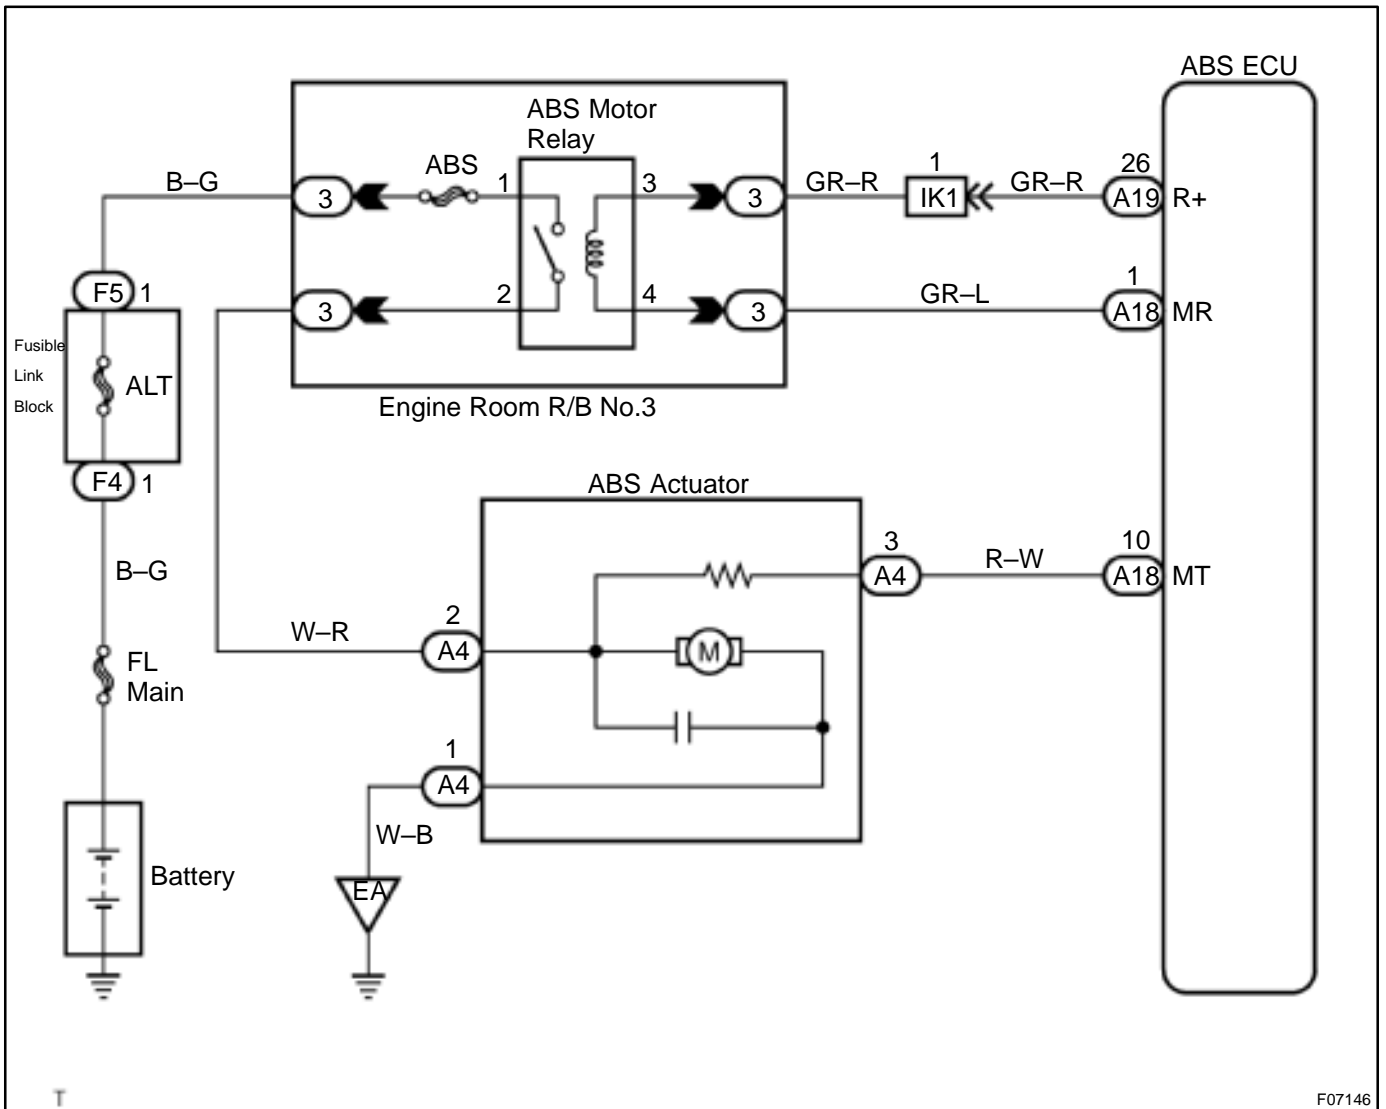 ABS ECU
ABS Motor
Relay
ABS
B–G
3
1
3
3
GR–R
1
IK1
GR–R
26
A19
R+
3
2
4
3
GR–L
1
A18
MR
F5
1
Fusible
Link
Block
ALT
Engine Room R/B No.3
F4
1
ABS Actuator
B–G
3
A4
R–W
10
A18
MT
W–R
2
A4
M
FL
Main
1
A4
W–B
Battery
EA
T
F07146